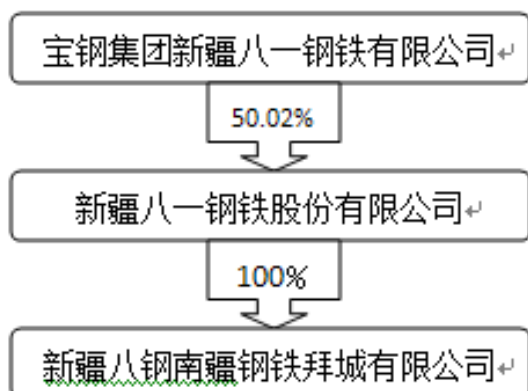 宝钢集团新疆八一钢铁有限公司
50.02%
新疆八一钢铁股份有限公司
100%
新疆八钢南疆钢铁拜城有限公司